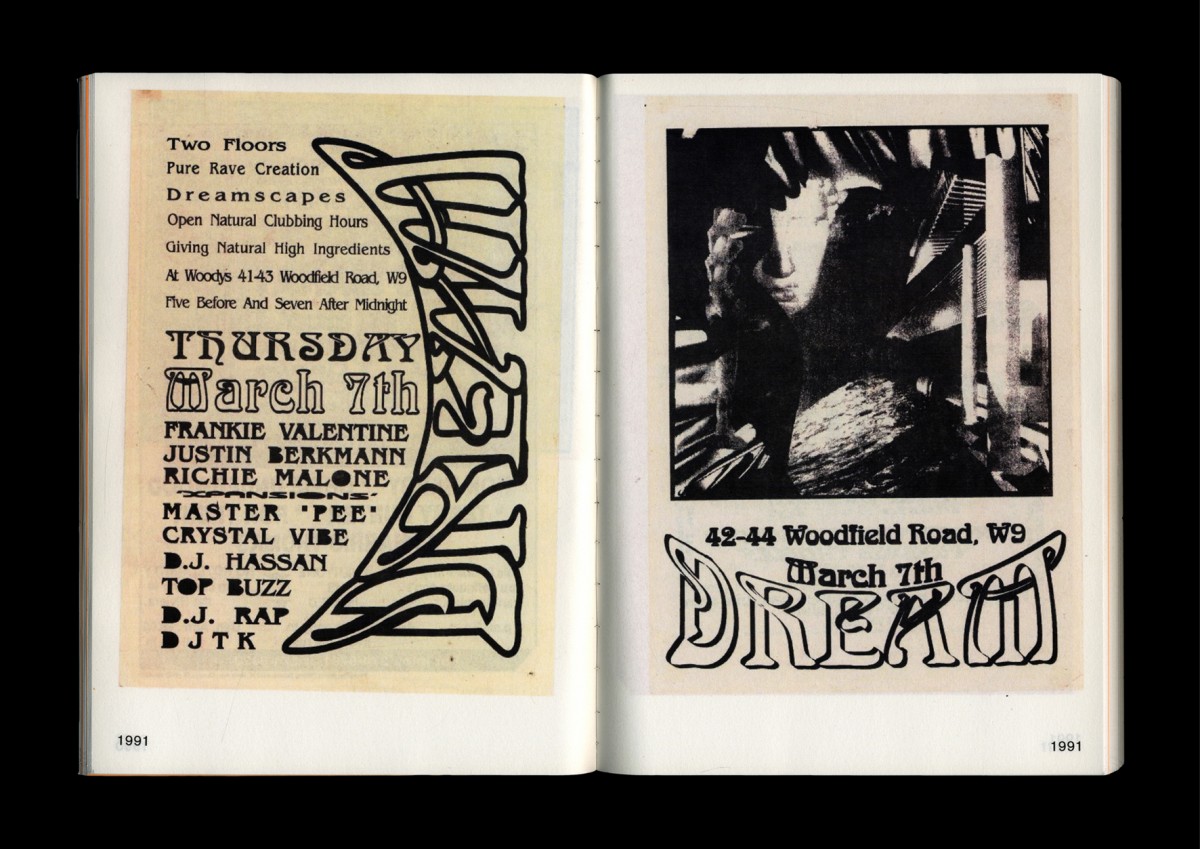 Two Floors
Pure Rave Creation
Dreamscapes
Open Natural Clubbing Hours
Giving Natural High Ingredients
At Woodys 41-43 Woodfield Road, W9
Five Before And Seven After Midnight
THURSDAY
March 7th
FRANKIE VALENTINE
JUSTIN BERKMANN
RICHIE MALONE
"XPANSIONS"
MASTER "PEE"
CRYSTAL VIBE
D.J. HASSAN
TOP BUZZ
D.J. RAP
DJTK
DREAM
1991
42-44 Woodfield Road, W9
March 7th
DREAM
1991